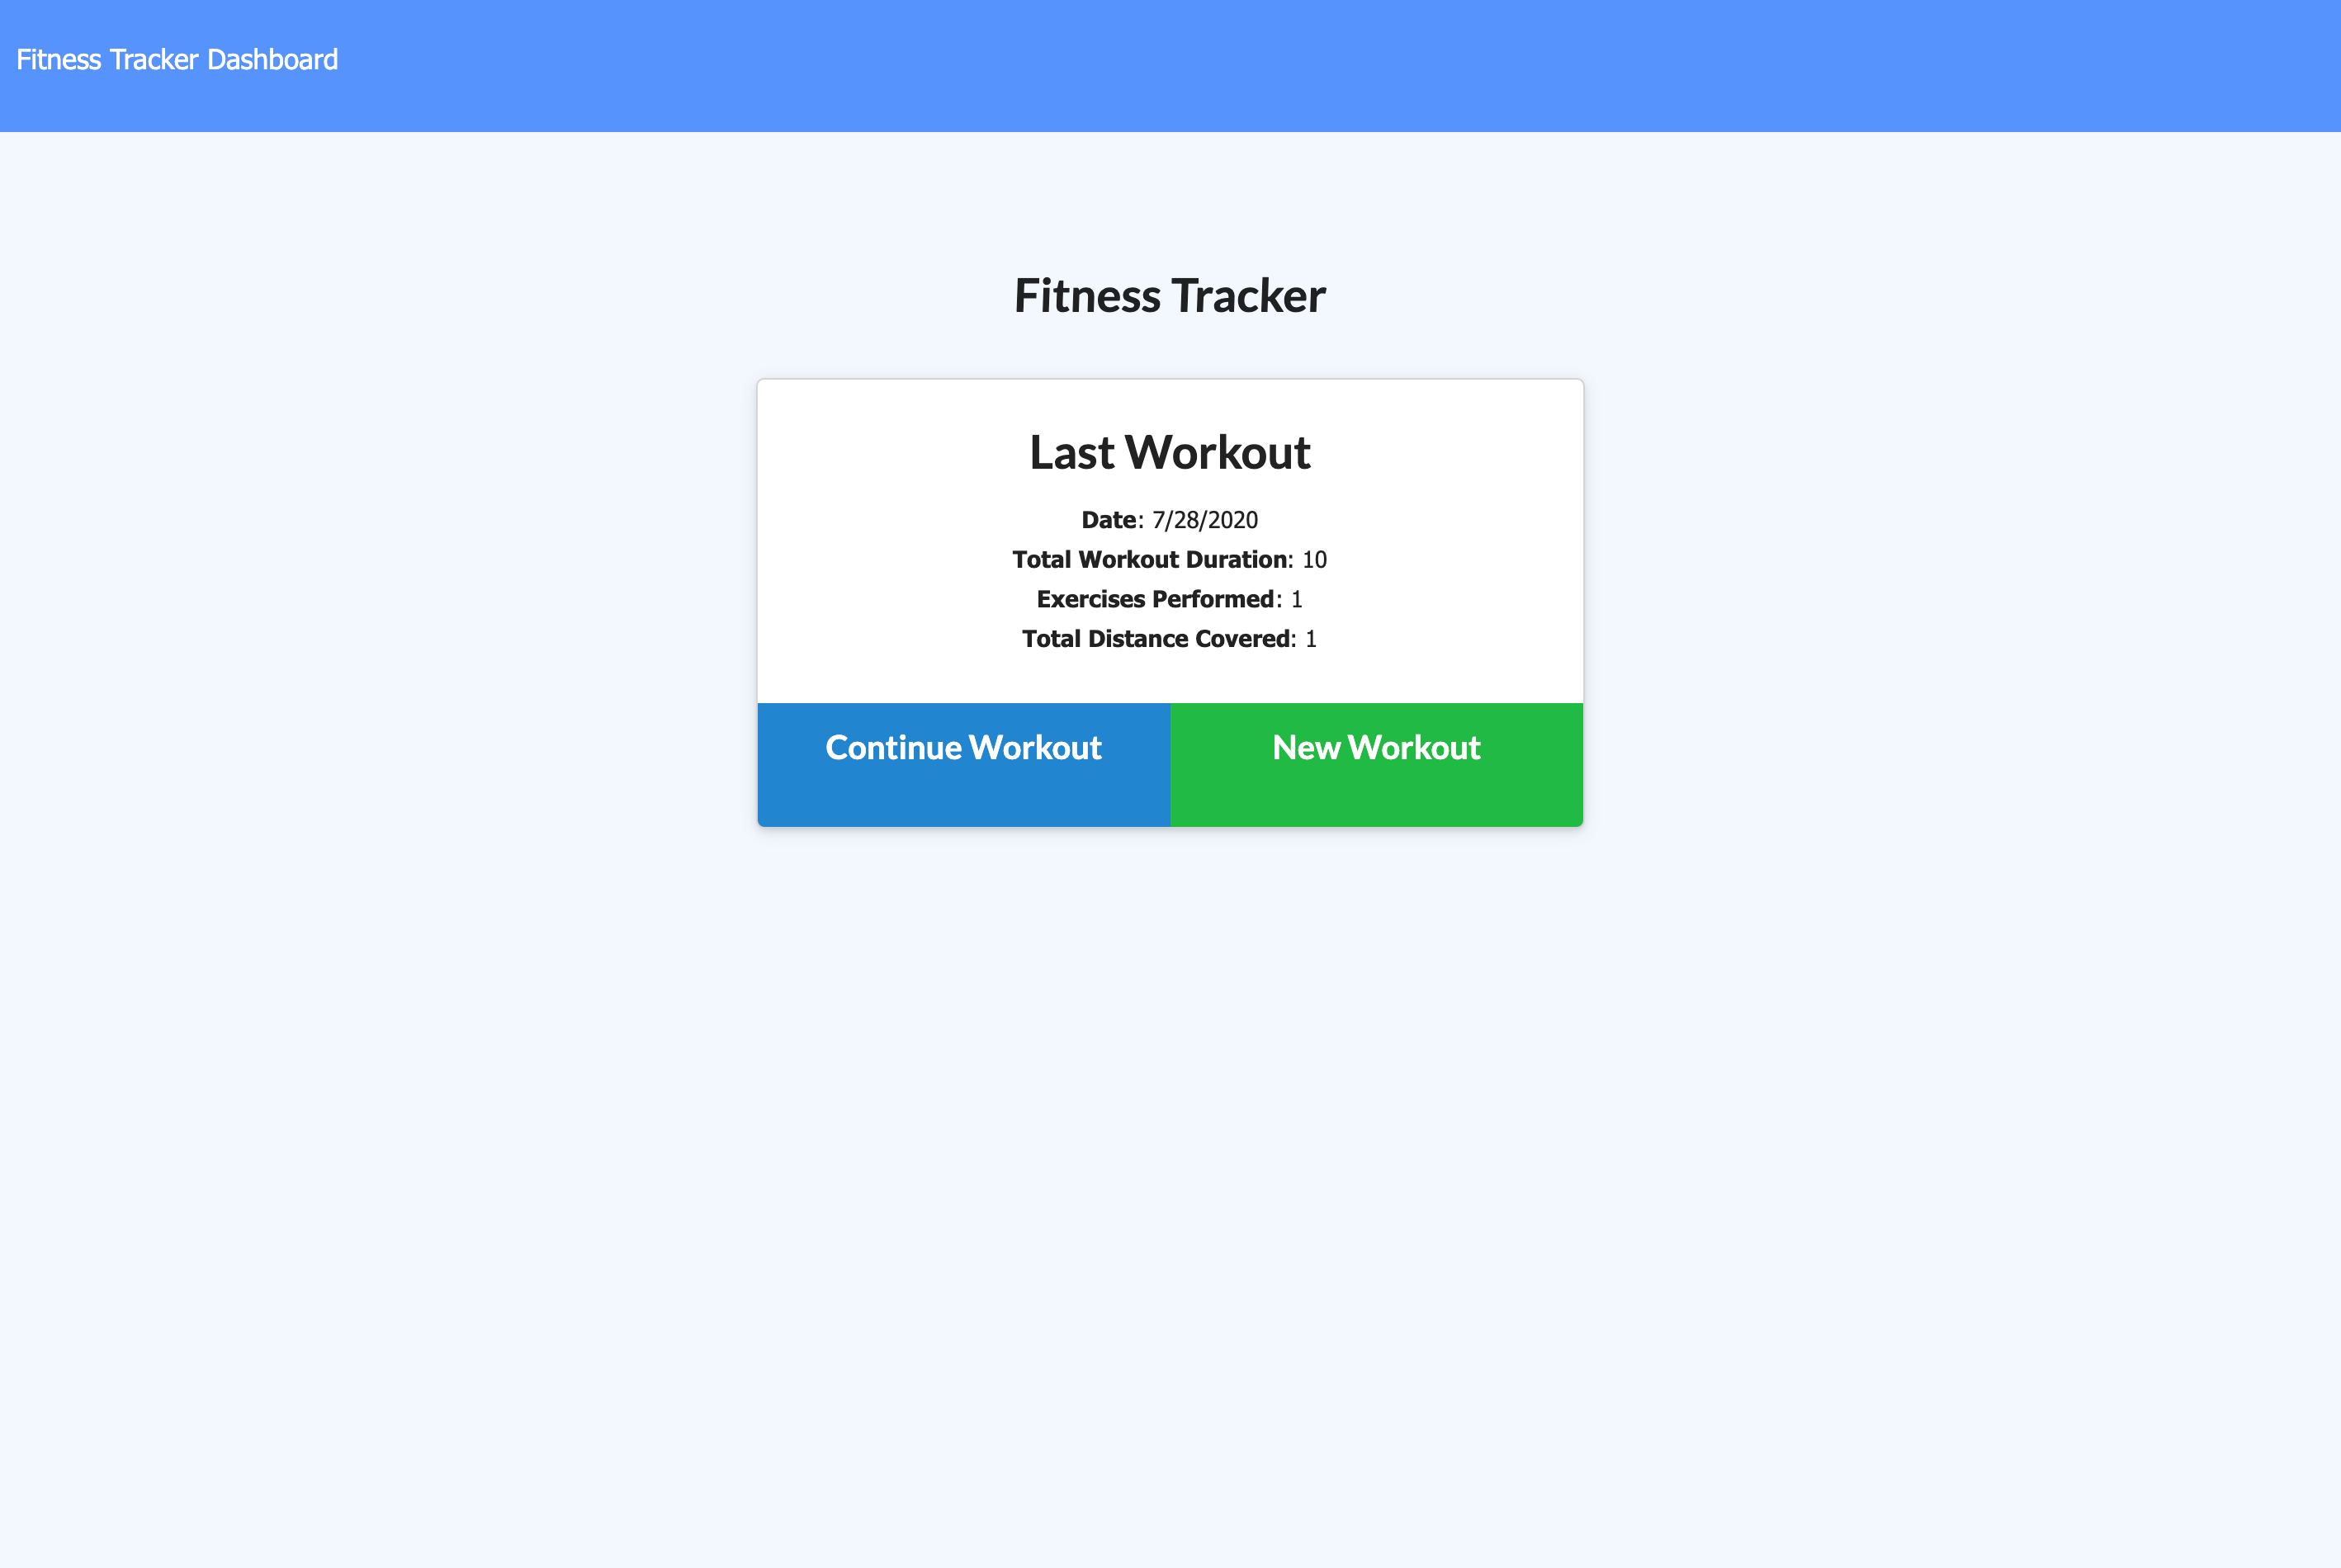 Fitness Tracker Dashboard
Fitness Tracker
Last Workout
Date: 7/28/2020
Total Workout Duration: 10
Exercises Performed: 1
Total Distance Covered: 1
Continue Workout New Workout